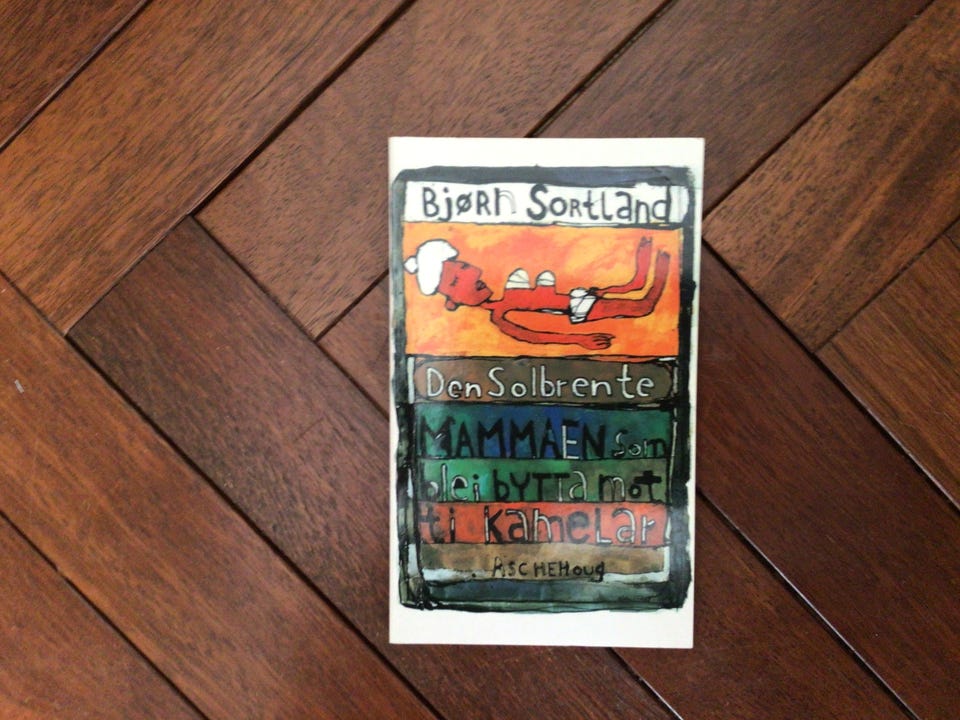 Bjørn Sortland
Den Solbrente
MAMMAEN som
blei bYTTa mot
ti kamelar
ASCHEHOUg